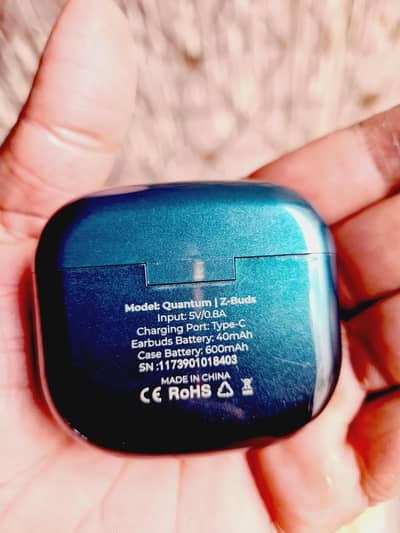 Model: Quantum | Z-Buds
Input: 5V/0.8A
Charging Port: Type-C
Earbuds Battery: 40mAh
Case Battery: 600mAh
SN :1173901018403
MADE IN CHINA
CE RoHS